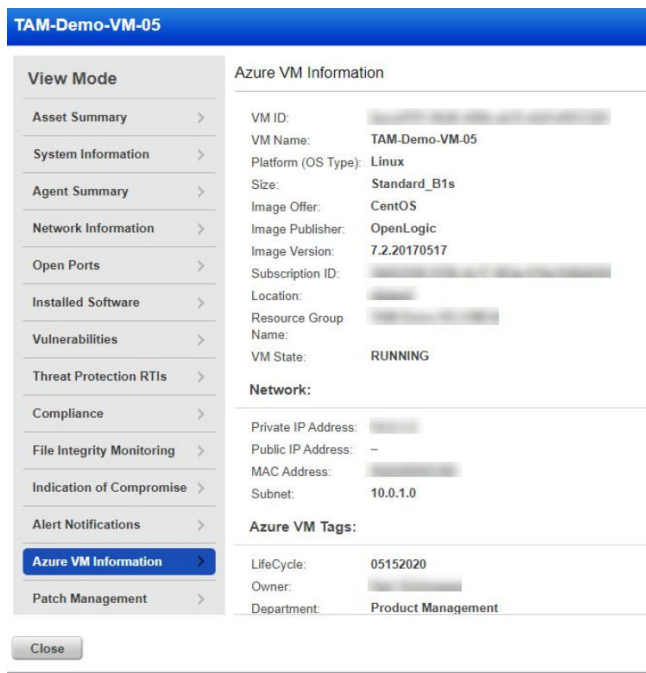 TAM-Demo-VM-05
View Mode
Asset Summary
System Information
Agent Summary
Network Information
Open Ports
Installed Software
Vulnerabilities
Threat Protection RTIs
Compliance
File Integrity Monitoring
Indication of Compromise
Alert Notifications
Azure VM Information
Patch Management
Azure VM Information
VM ID:
VM Name: TAM-Demo-VM-05
Platform (OS Type): Linux
Size: Standard_B1s
Image Offer: CentOS
Image Publisher: OpenLogic
Image Version: 7.2.20170517
Subscription ID:
Location:
Resource Group
Name:
VM State: RUNNING
Network:
Private IP Address:
Public IP Address: –
MAC Address:
Subnet: 10.0.1.0
Azure VM Tags:
LifeCycle: 05152020
Owner:
Department: Product Management
Close